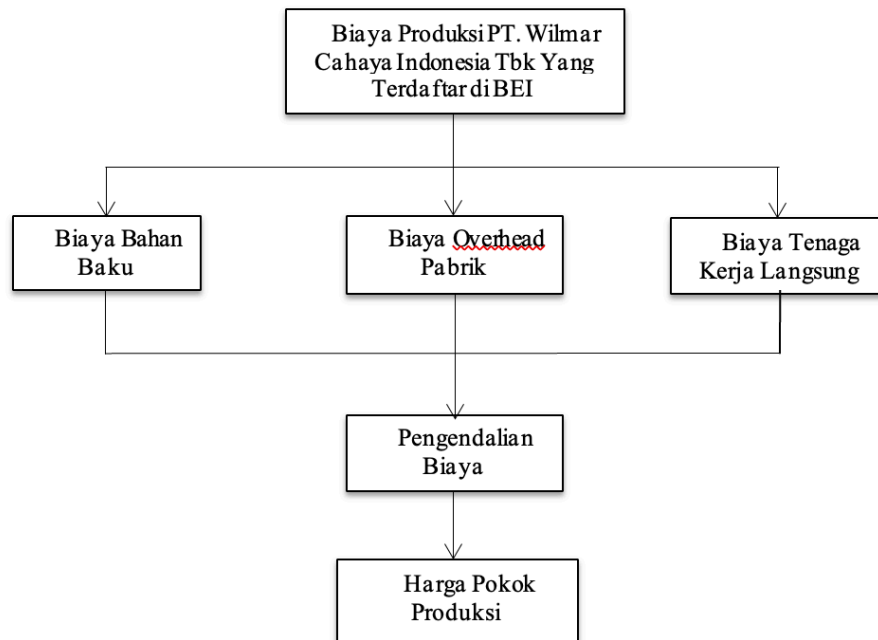 Biaya Produksi PT. Wilmar
Cahaya Indonesia Tbk Yang
Terdaftar di BEI
Biaya Bahan
Baku
Biaya Overhead
Pabrik
Biaya Tenaga
Kerja Langsung
Pengendalian
Biaya
Harga Pokok
Produksi